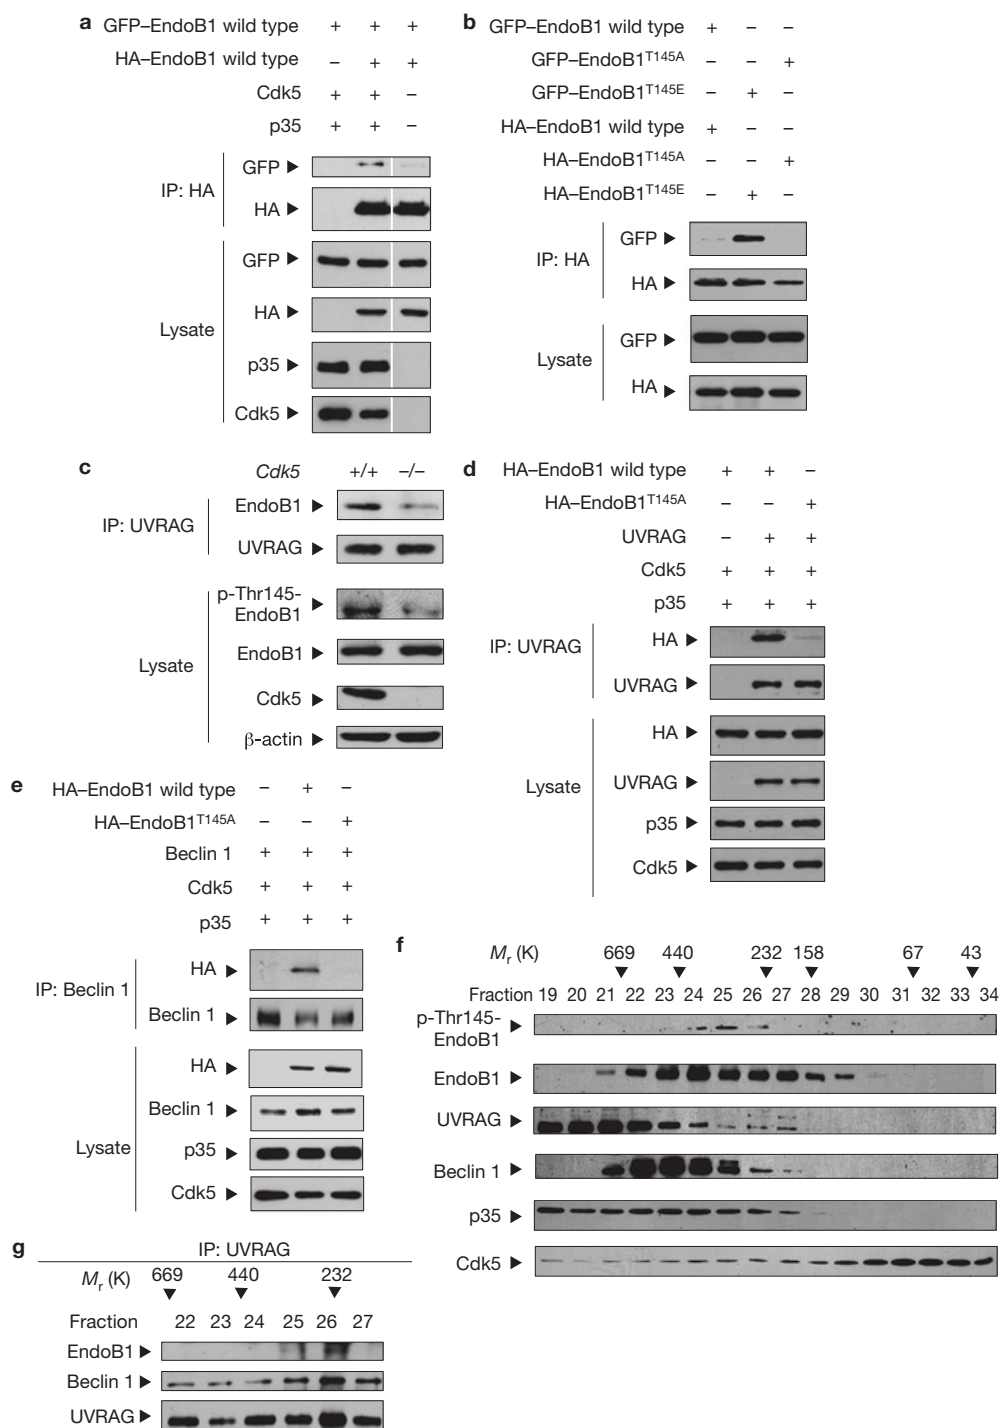 a
GFP–EndoB1 wild type + + +
HA–EndoB1 wild type – + +
Cdk5 + + –
p35 + + –
IP: HA
GFP
HA
Lysate
GFP
HA
p35
Cdk5
b
GFP–EndoB1 wild type + – –
GFP–EndoB1T145A – – +
GFP–EndoB1T145E – + –
HA–EndoB1 wild type + – –
HA–EndoB1T145A – – +
HA–EndoB1T145E – + –
IP: HA
GFP
HA
Lysate
GFP
HA
c
Cdk5 +/+ –/–
IP: UVRAG
EndoB1
UVRAG
Lysate
p-Thr145-
EndoB1
EndoB1
Cdk5
β-actin
d
HA–EndoB1 wild type + + –
HA–EndoB1T145A – – +
UVRAG – + +
Cdk5 + + +
p35 + + +
IP: UVRAG
HA
UVRAG
Lysate
HA
UVRAG
p35
Cdk5
e
HA–EndoB1 wild type – + –
HA–EndoB1T145A – – +
Beclin 1 + + +
Cdk5 + + +
p35 + + +
IP: Beclin 1
HA
Beclin 1
Lysate
HA
Beclin 1
p35
Cdk5
f
Mr (K) 669 440 232 158 67 43
Fraction 19 20 21 22 23 24 25 26 27 28 29 30 31 32 33 34
p-Thr145-
EndoB1
EndoB1
UVRAG
Beclin 1
p35
Cdk5
g
IP: UVRAG
Mr (K) 669 440 232
Fraction 22 23 24 25 26 27
EndoB1
Beclin 1
UVRAG